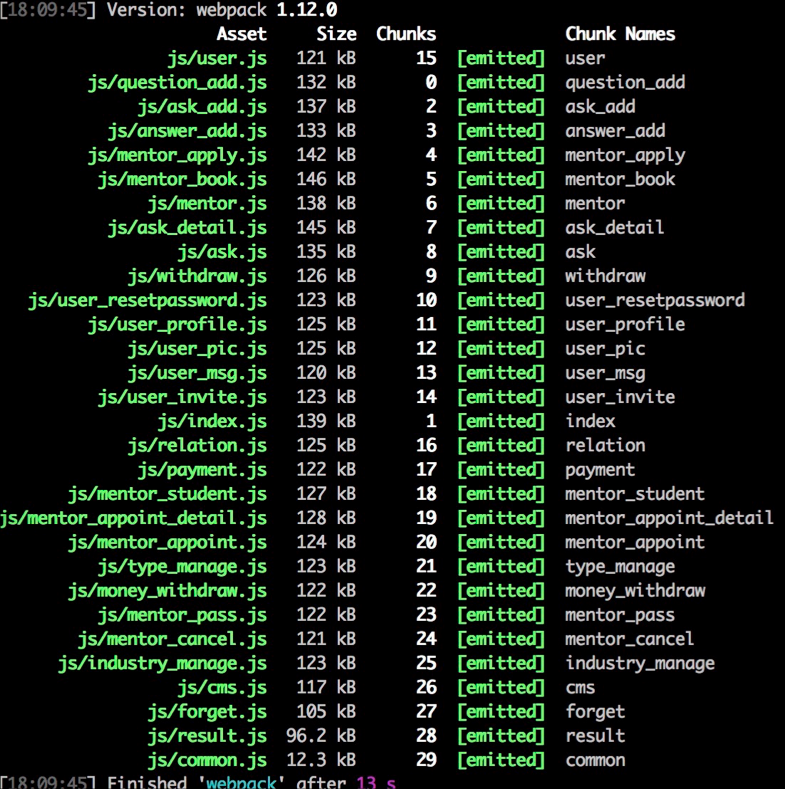 [18:09:45] Version: webpack 1.12.0
Asset Size Chunks Chunk Names
js/user.js 121 kB 15 [emitted] user
js/question_add.js 132 kB 0 [emitted] question_add
js/ask_add.js 137 kB 2 [emitted] ask_add
js/answer_add.js 133 kB 3 [emitted] answer_add
js/mentor_apply.js 142 kB 4 [emitted] mentor_apply
js/mentor_book.js 146 kB 5 [emitted] mentor_book
js/mentor.js 138 kB 6 [emitted] mentor
js/ask_detail.js 145 kB 7 [emitted] ask_detail
js/ask.js 135 kB 8 [emitted] ask
js/withdraw.js 126 kB 9 [emitted] withdraw
js/user_resetpassword.js 123 kB 10 [emitted] user_resetpassword
js/user_profile.js 125 kB 11 [emitted] user_profile
js/user_pic.js 125 kB 12 [emitted] user_pic
js/user_msg.js 120 kB 13 [emitted] user_msg
js/user_invite.js 123 kB 14 [emitted] user_invite
js/index.js 139 kB 1 [emitted] index
js/relation.js 125 kB 16 [emitted] relation
js/payment.js 122 kB 17 [emitted] payment
js/mentor_student.js 127 kB 18 [emitted] mentor_student
js/mentor_appoint_detail.js 128 kB 19 [emitted] mentor_appoint_detail
js/mentor_appoint.js 124 kB 20 [emitted] mentor_appoint
js/type_manage.js 123 kB 21 [emitted] type_manage
js/money_withdraw.js 122 kB 22 [emitted] money_withdraw
js/mentor_pass.js 122 kB 23 [emitted] mentor_pass
js/mentor_cancel.js 121 kB 24 [emitted] mentor_cancel
js/industry_manage.js 123 kB 25 [emitted] industry_manage
js/cms.js 117 kB 26 [emitted] cms
js/forget.js 105 kB 27 [emitted] forget
js/result.js 96.2 kB 28 [emitted] result
js/common.js 12.3 kB 29 [emitted] common
[18:09:45] Finished 'webpack' after 13 s